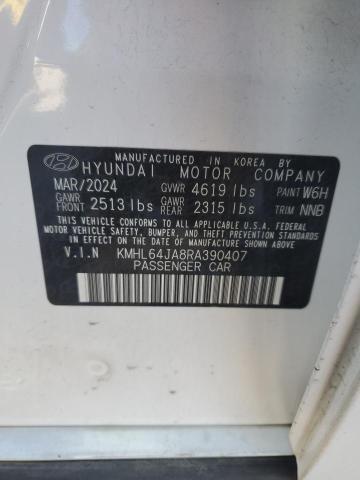 MANUFACTURED IN KOREA BY
HYUNDAI MOTOR COMPANY
MAR/2024 GVWR 4619 lbs PAINT W6H
GAWR FRONT 2513 lbs GAWR REAR 2315 lbs TRIM NNB
THIS VEHICLE CONFORMS TO ALL APPLICABLE U.S.A. FEDERAL
MOTOR VEHICLE SAFETY, BUMPER, AND THEFT PREVENTION
STANDARDS IN EFFECT ON THE DATE OF MANUFACTURE SHOWN ABOVE.
V.I.N KMHL64JA8RA390407
PASSENGER CAR